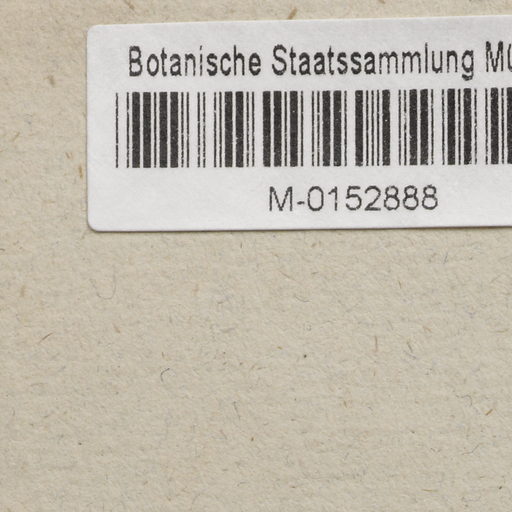 Botanische Staatssammlung
M-0152888